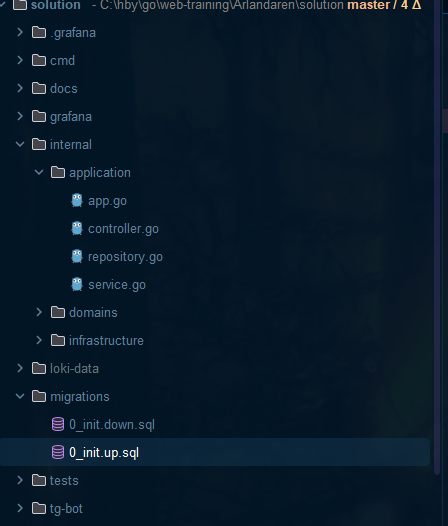 solution - C:\hby\go\web-training\Arlandaren\solution master / 4 Δ
.grafana
cmd
docs
grafana
internal
application
app.go
controller.go
repository.go
service.go
domains
infrastructure
loki-data
migrations
0_init.down.sql
0_init.up.sql
tests
tg-bot